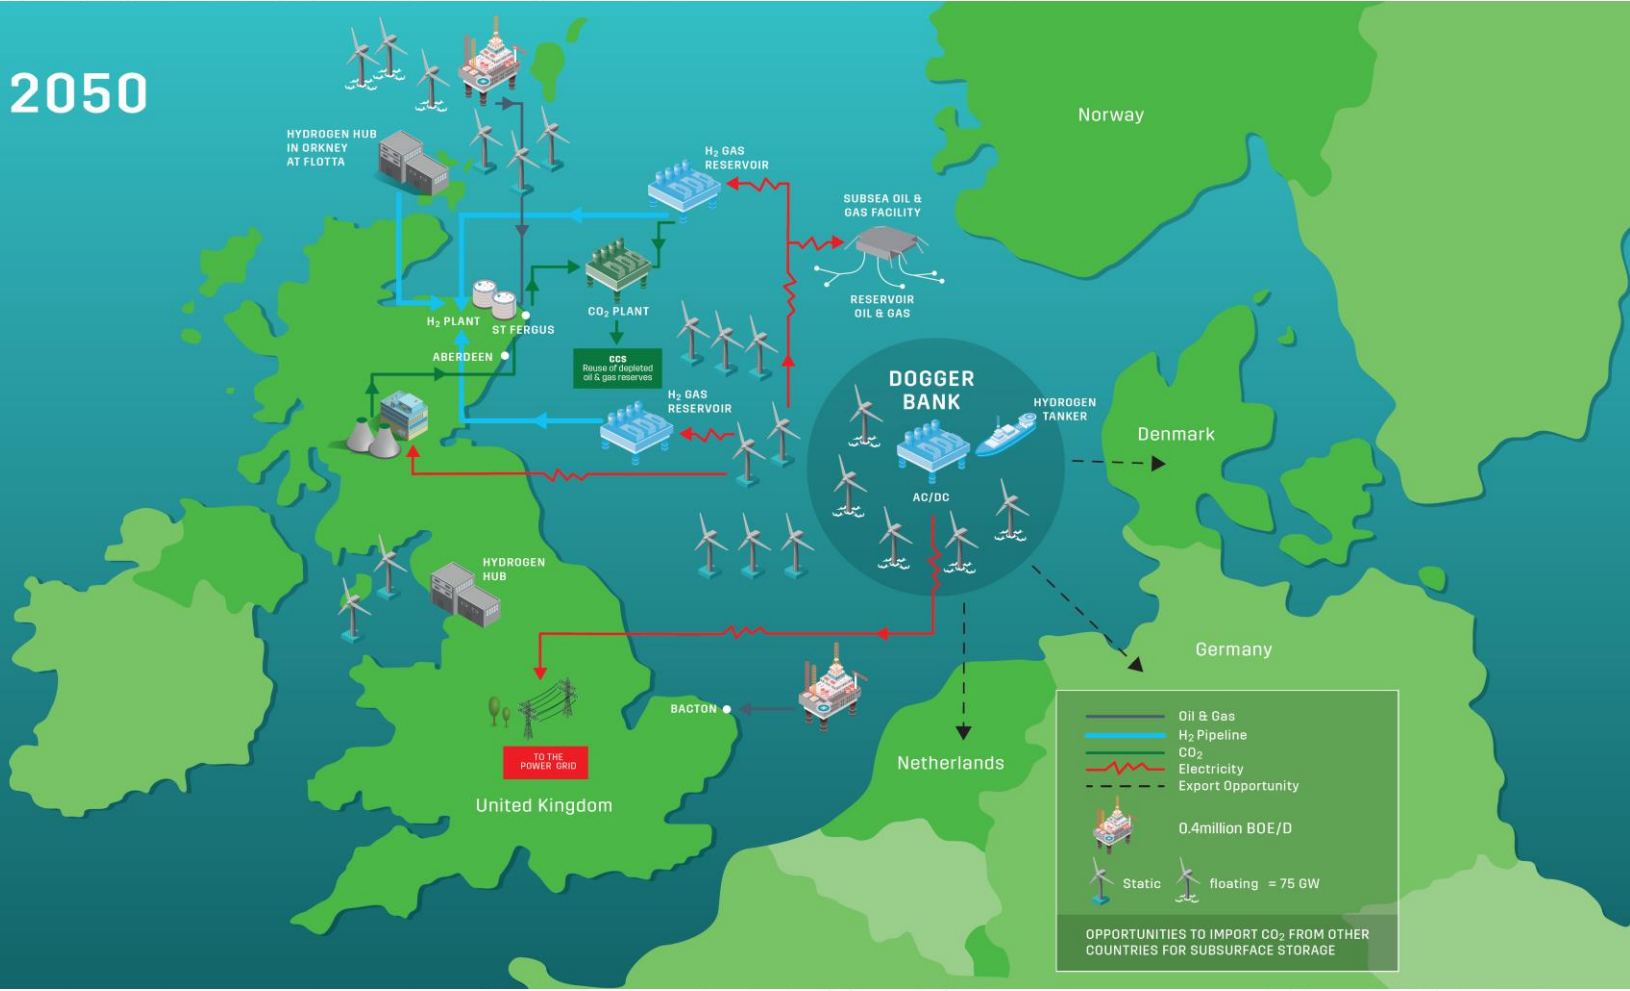 2050
HYDROGEN HUB
IN ORKNEY
AT FLOTTA
H₂ GAS
RESERVOIR
Norway
SUBSEA OIL &
GAS FACILITY
RESERVOIR
OIL & GAS
H₂ PLANT
ST FERGUS
CO₂ PLANT
ABERDEEN
CCS
Reuse of depleted
oil & gas reserves
H₂ GAS
RESERVOIR
DOGGER
BANK
HYDROGEN
TANKER
AC/DC
Denmark
HYDROGEN
HUB
Germany
BACTON
TO THE
POWER GRID
United Kingdom
Netherlands
Oil & Gas
H₂ Pipeline
CO₂
Electricity
Export Opportunity
0.4million BOE/D
Static floating = 75 GW
OPPORTUNITIES TO IMPORT CO₂ FROM OTHER
COUNTRIES FOR SUBSURFACE STORAGE